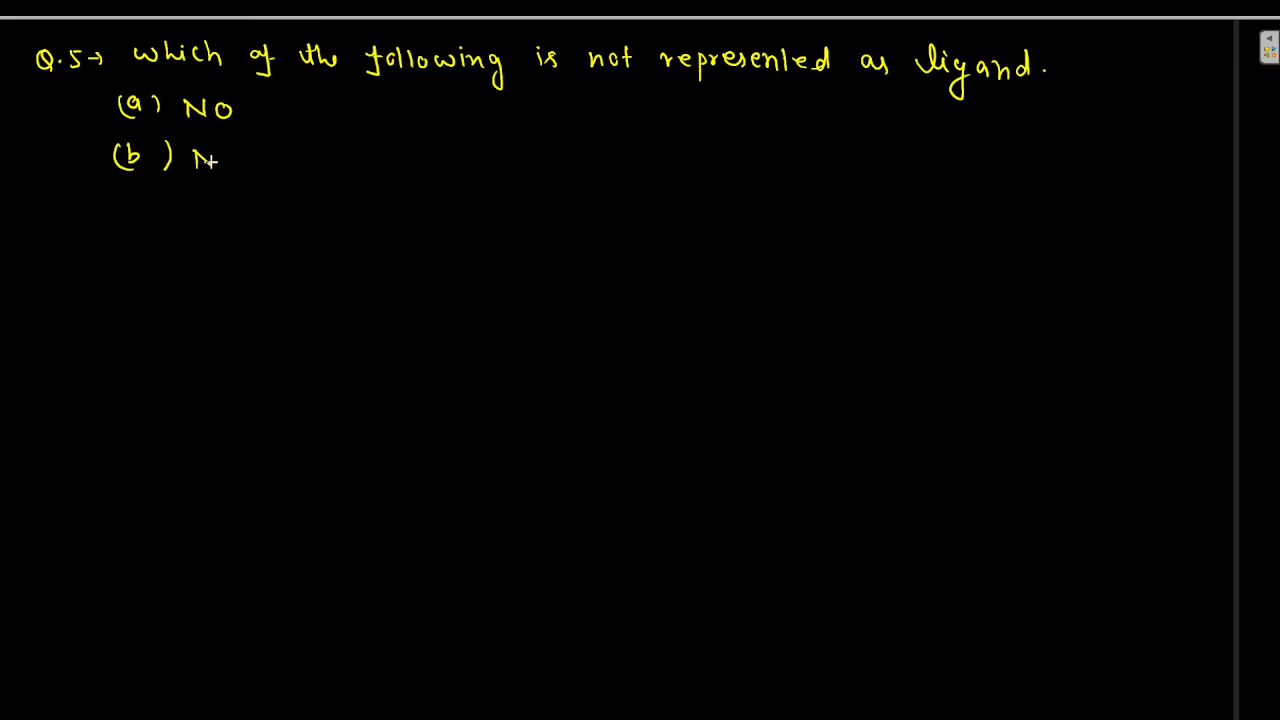 Q.5→ which of the following is not represented as ligand.
(a) NO
(b) N